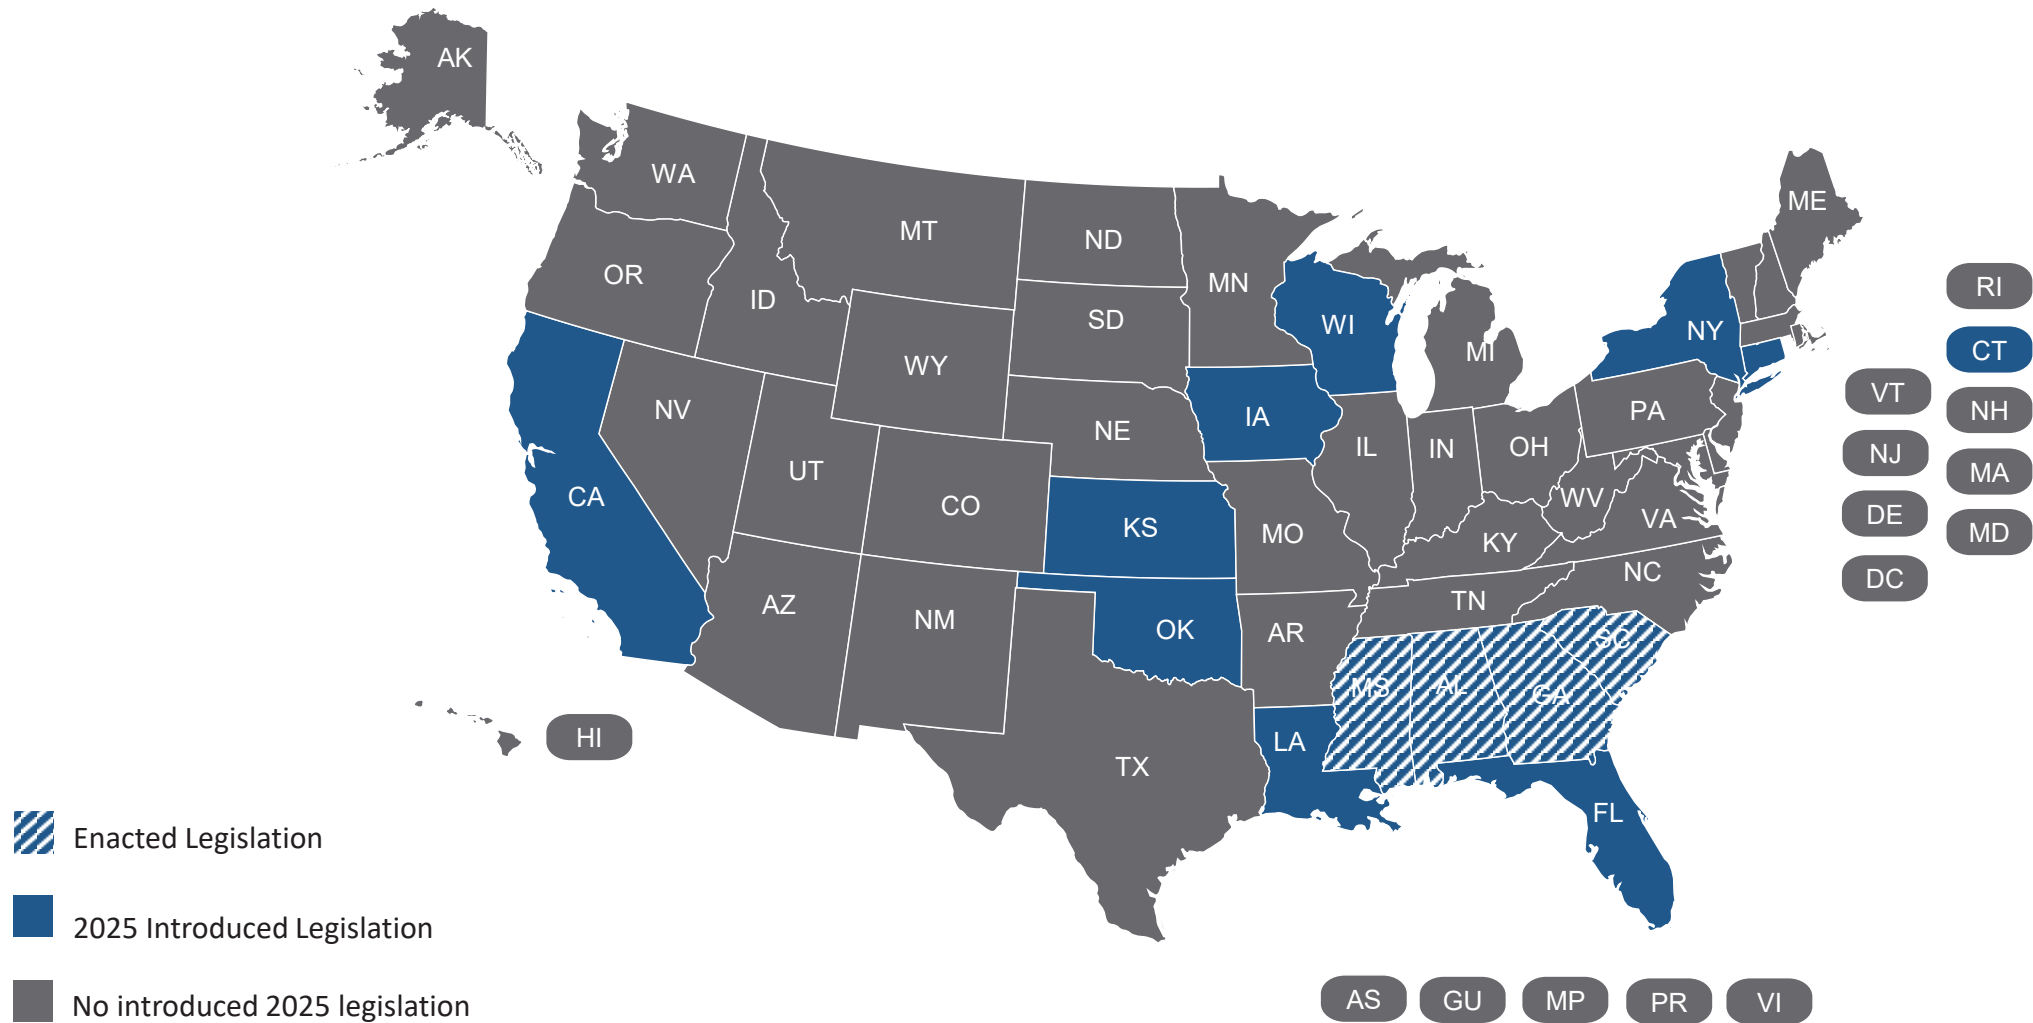 AK
WA
MT
ND
MN
ME
OR
ID
SD
WI
NY
RI
WY
MI
CT
NV
NE
IA
PA
VT
NH
UT
CO
IL
IN
OH
NJ
MA
CA
KS
MO
WV
VA
DE
MD
KY
AZ
NM
OK
AR
TN
NC
DC
SC
MS
AL
GA
HI
TX
LA
FL
Enacted Legislation
2025 Introduced Legislation
No introduced 2025 legislation
AS
GU
MP
PR
VI